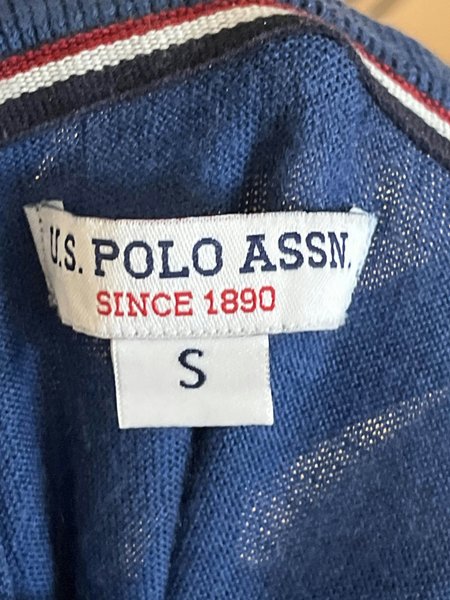 U.S. POLO ASSN.
SINCE 1890
S